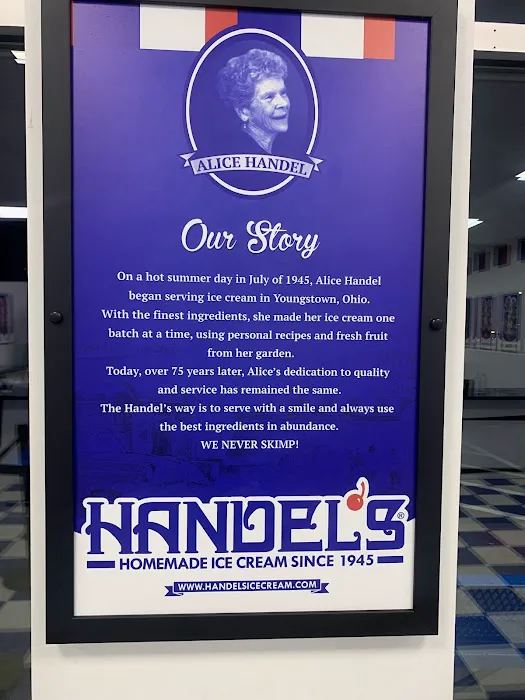 ALICE HANDEL
Our Story
On a hot summer day in July of 1945, Alice Handel
began serving ice cream in Youngstown, Ohio.
With the finest ingredients, she made her ice cream one
batch at a time, using personal recipes and fresh fruit
from her garden.
Today, over 75 years later, Alice's dedication to quality
and service has remained the same.
The Handel's way is to serve with a smile and always use
the best ingredients in abundance.
WE NEVER SKIMP!
HANDEL'S®
HOMEMADE ICE CREAM SINCE 1945
WWW.HANDELSICECREAM.COM